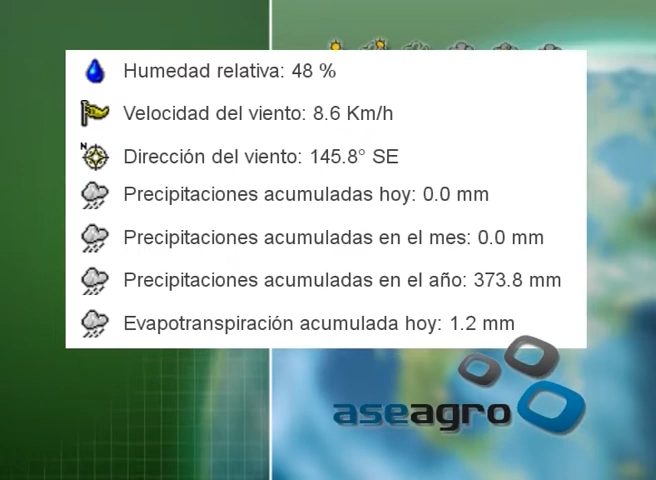 Humedad relativa: 48 %
Velocidad del viento: 8.6 Km/h
N
Dirección del viento: 145.8° SE
Precipitaciones acumuladas hoy: 0.0 mm
Precipitaciones acumuladas en el mes: 0.0 mm
Precipitaciones acumuladas en el año: 373.8 mm
Evapotranspiración acumulada hoy: 1.2 mm
aseagro